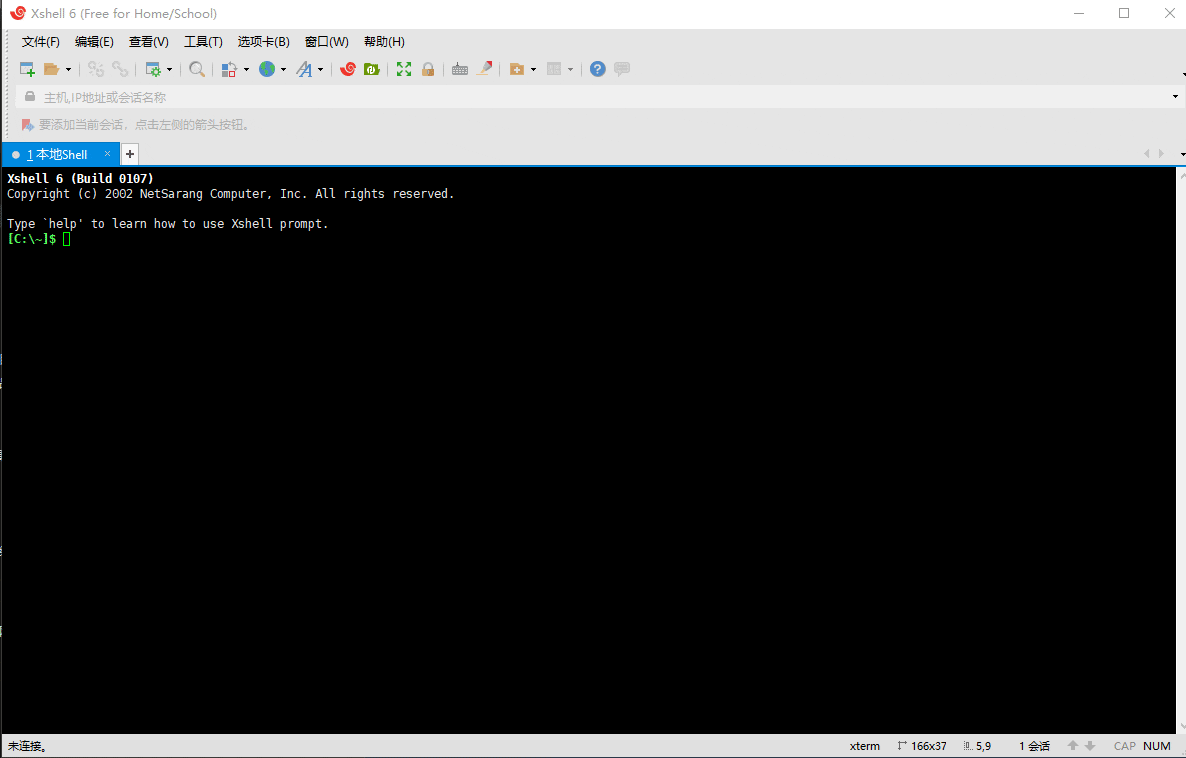 Xshell 6 (Free for Home/School)
文件(F) 编辑(E) 查看(V) 工具(T) 选项卡(B) 窗口(W) 帮助(H)
主机,IP地址或会话名称
要添加当前会话，点击左侧的箭头按钮。
1 本地Shell × +
Xshell 6 (Build 0107)
Copyright (c) 2002 NetSarang Computer, Inc. All rights reserved.
Type `help' to learn how to use Xshell prompt.
[C:\~]$
未连接。 xterm 166x37 5,9 1 会话 CAP NUM